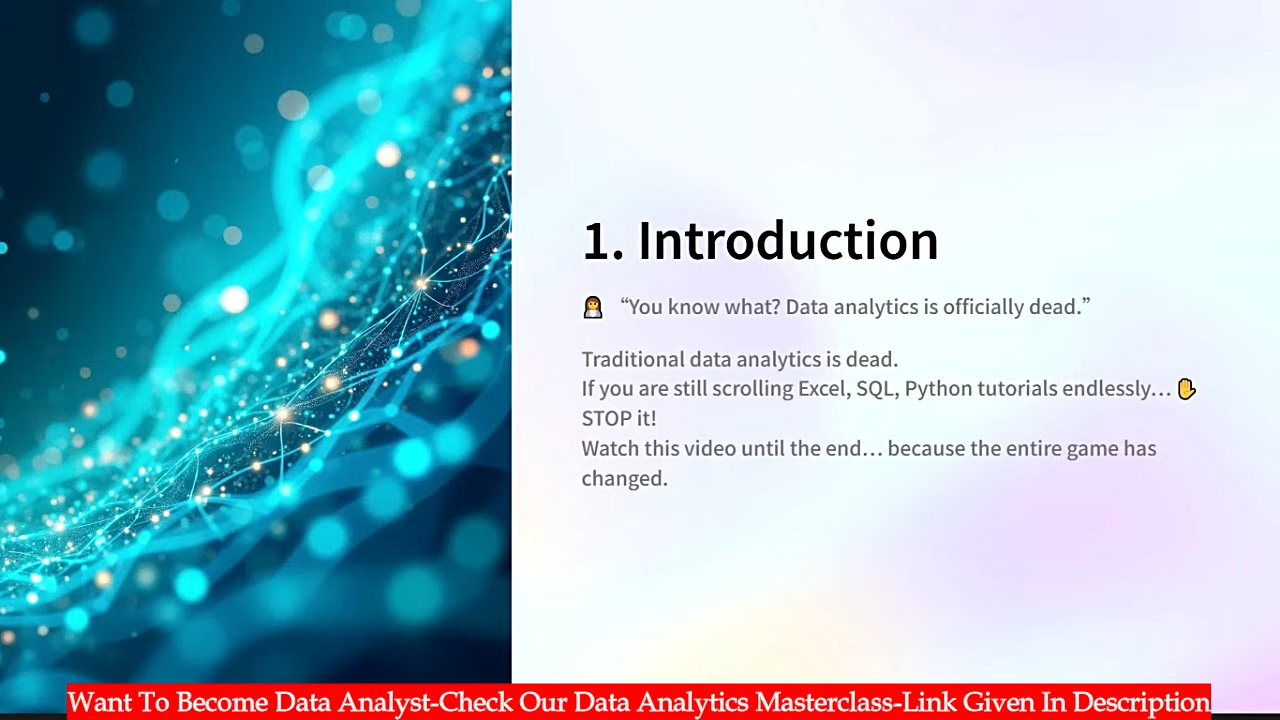 1. Introduction
👩‍💼 “You know what? Data analytics is officially dead.”
Traditional data analytics is dead.
If you are still scrolling Excel, SQL, Python tutorials endlessly… ✋
STOP it!
Watch this video until the end… because the entire game has
changed.
Want To Become Data Analyst-Check Our Data Analytics Masterclass-Link Given In Description